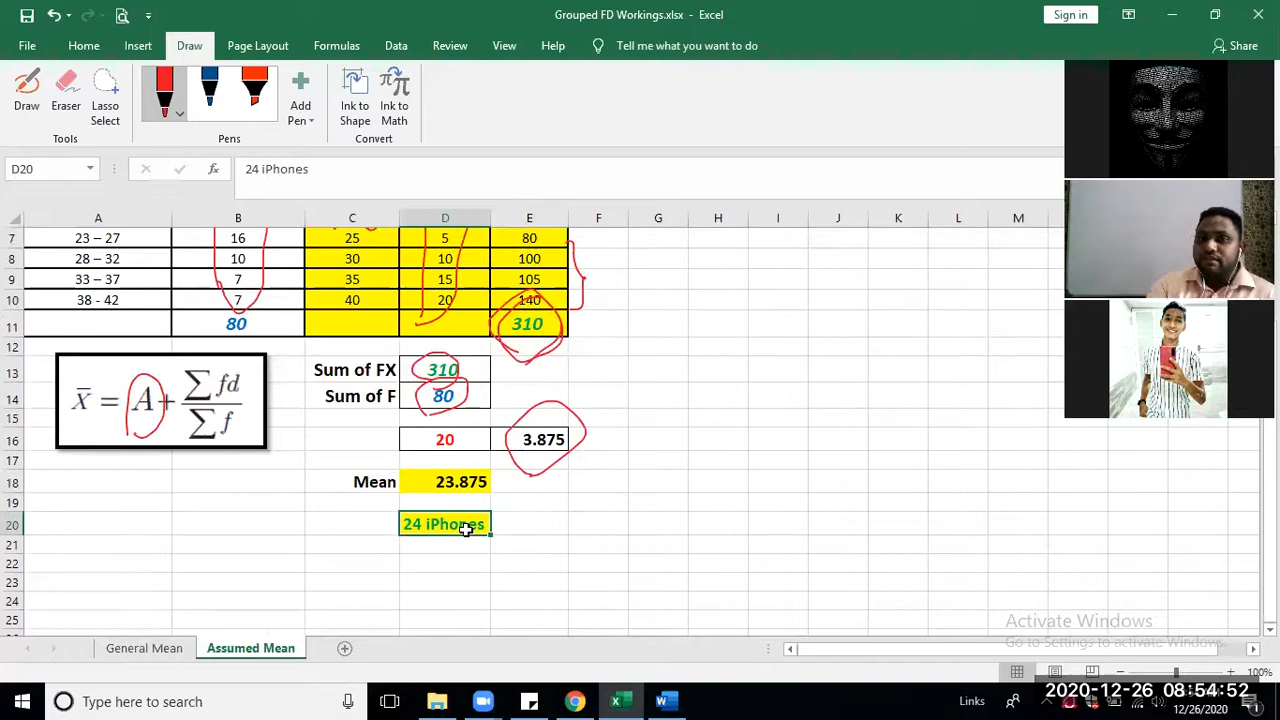 Grouped FD Workings.xlsx - Excel
Sign in
File Home Insert Draw Page Layout Formulas Data Review View Help Tell me what you want to do Share
Draw Eraser Lasso Select Add Pen Ink to Shape Ink to Math
Tools Pens Convert
D20 fx 24 iPhones
A B C D E F G H I J K L M
7 23 – 27 16 25 5 80
8 28 – 32 10 30 10 100
9 33 – 37 7 35 15 105
10 38 - 42 7 40 20 140
11 80 310
12
13 Sum of FX 310
14 Sum of F 80
X̅ = A + ∑ fd / ∑ f
15
16 20 3.875
17
18 Mean 23.875
19
20 24 iPhones
21
22
23
24
25
Activate Windows
Go to Settings to activate Windows.
General Mean Assumed Mean
100%
Type here to search
Links
2020-12-26 08:54:52
12/26/2020